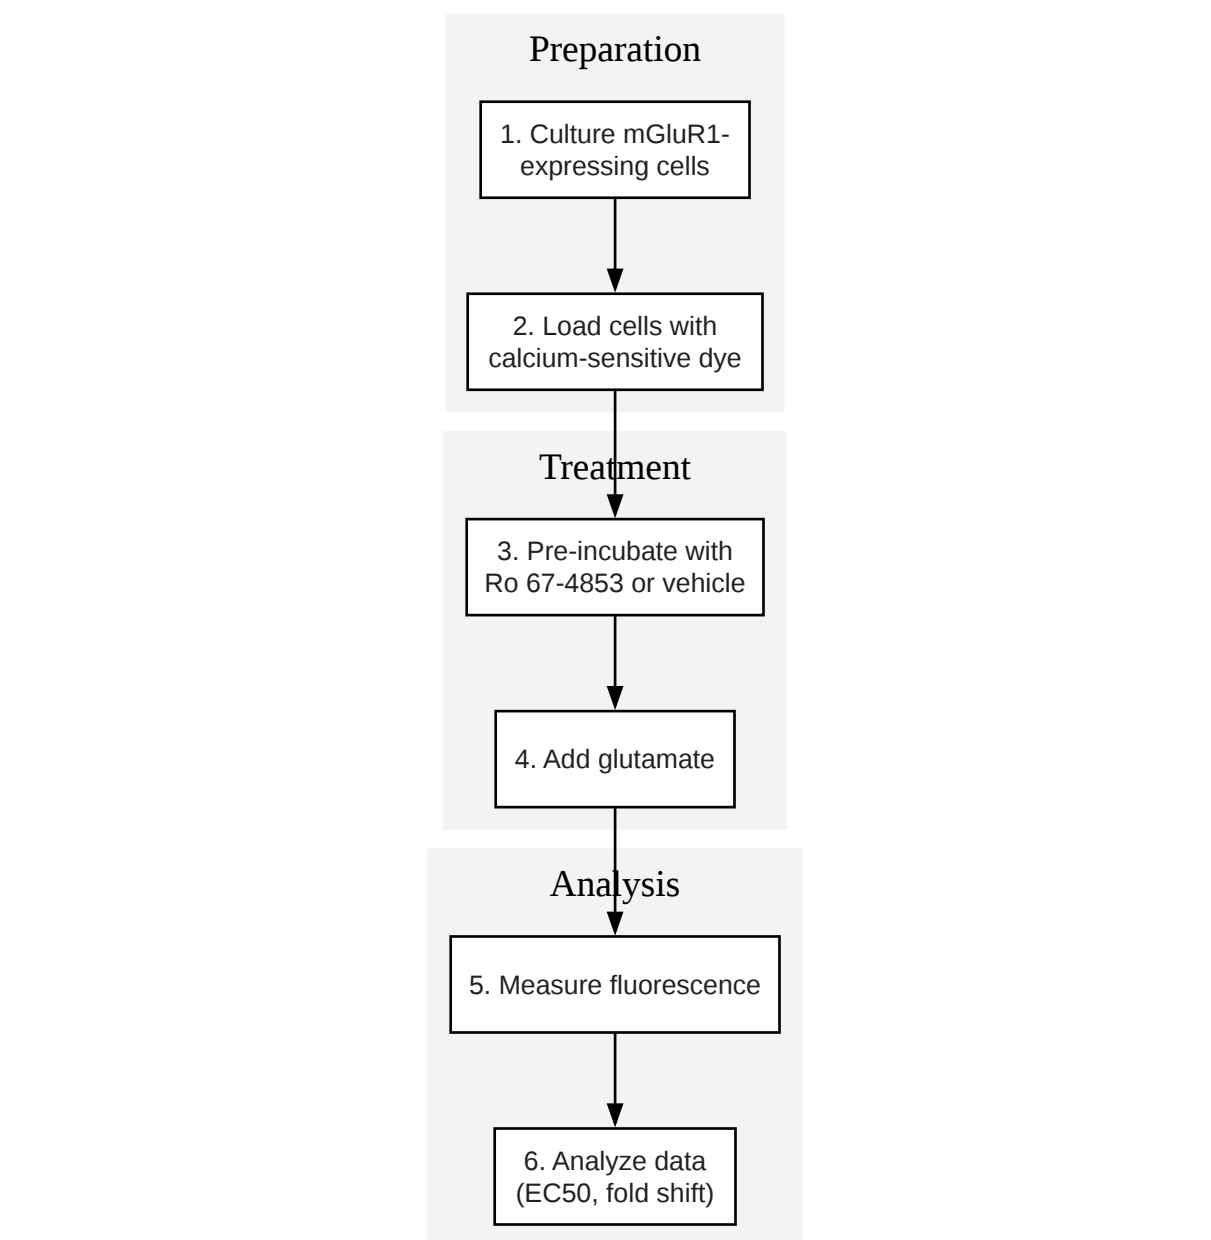 Preparation
1. Culture mGluR1-
expressing cells
2. Load cells with
calcium-sensitive dye
Treatment
3. Pre-incubate with
Ro 67-4853 or vehicle
4. Add glutamate
Analysis
5. Measure fluorescence
6. Analyze data
(EC50, fold shift)